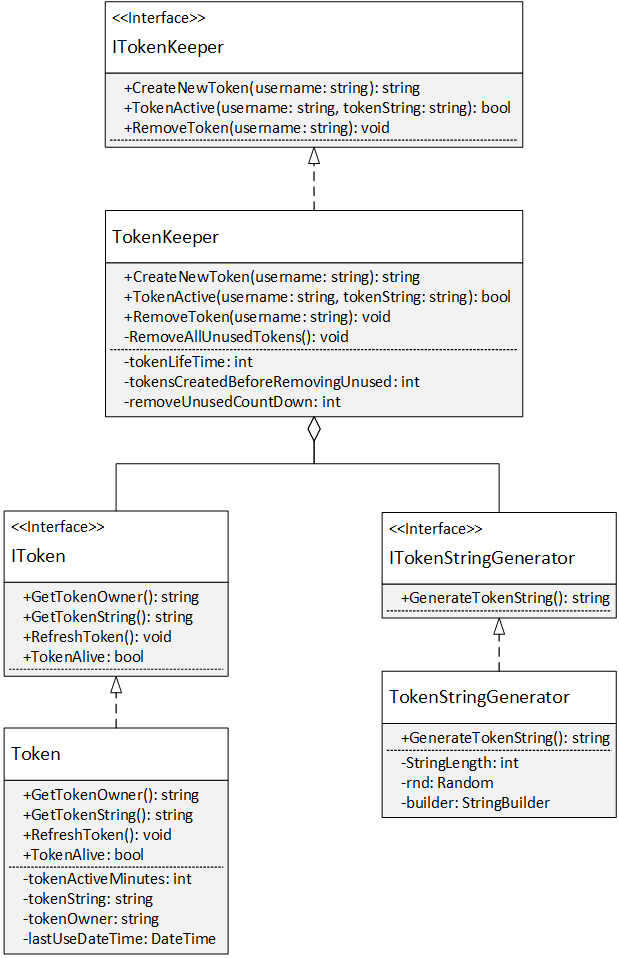 <<Interface>>
ITokenKeeper
+CreateNewToken(username: string): string
+TokenActive(username: string, tokenString: string): bool
+RemoveToken(username: string): void
TokenKeeper
+CreateNewToken(username: string): string
+TokenActive(username: string, tokenString: string): bool
+RemoveToken(username: string): void
-RemoveAllUnusedTokens(): void
-tokenLifeTime: int
-tokensCreatedBeforeRemovingUnused: int
-removeUnusedCountDown: int
<<Interface>>
IToken
+GetTokenOwner(): string
+GetTokenString(): string
+RefreshToken(): void
+TokenAlive: bool
<<Interface>>
ITokenStringGenerator
+GenerateTokenString(): string
Token
+GetTokenOwner(): string
+GetTokenString(): string
+RefreshToken(): void
+TokenAlive: bool
-tokenActiveMinutes: int
-tokenString: string
-tokenOwner: string
-lastUseDateTime: DateTime
TokenStringGenerator
+GenerateTokenString(): string
-StringLength: int
-rnd: Random
-builder: StringBuilder